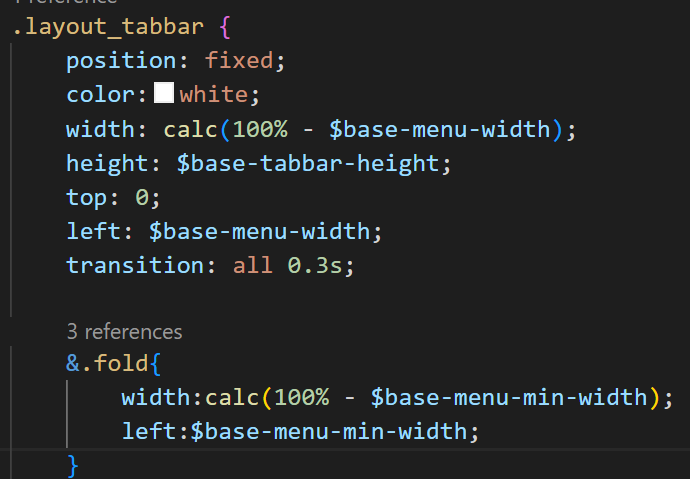 1 reference
.layout_tabbar {
position: fixed;
color: white;
width: calc(100% - $base-menu-width);
height: $base-tabbar-height;
top: 0;
left: $base-menu-width;
transition: all 0.3s;
3 references
&.fold{
width:calc(100% - $base-menu-min-width);
left:$base-menu-min-width;
}